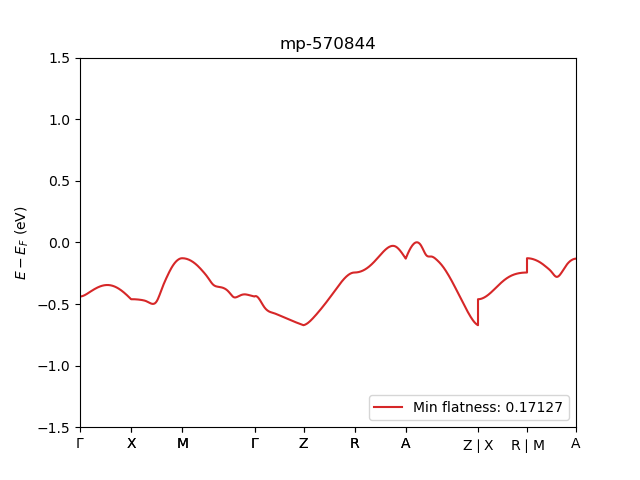 mp-570844
1.5
1.0
0.5
0.0
−0.5
−1.0
−1.5
E − E_F (eV)
Min flatness: 0.17127
Γ X M Γ Z R A Z | X R | M A